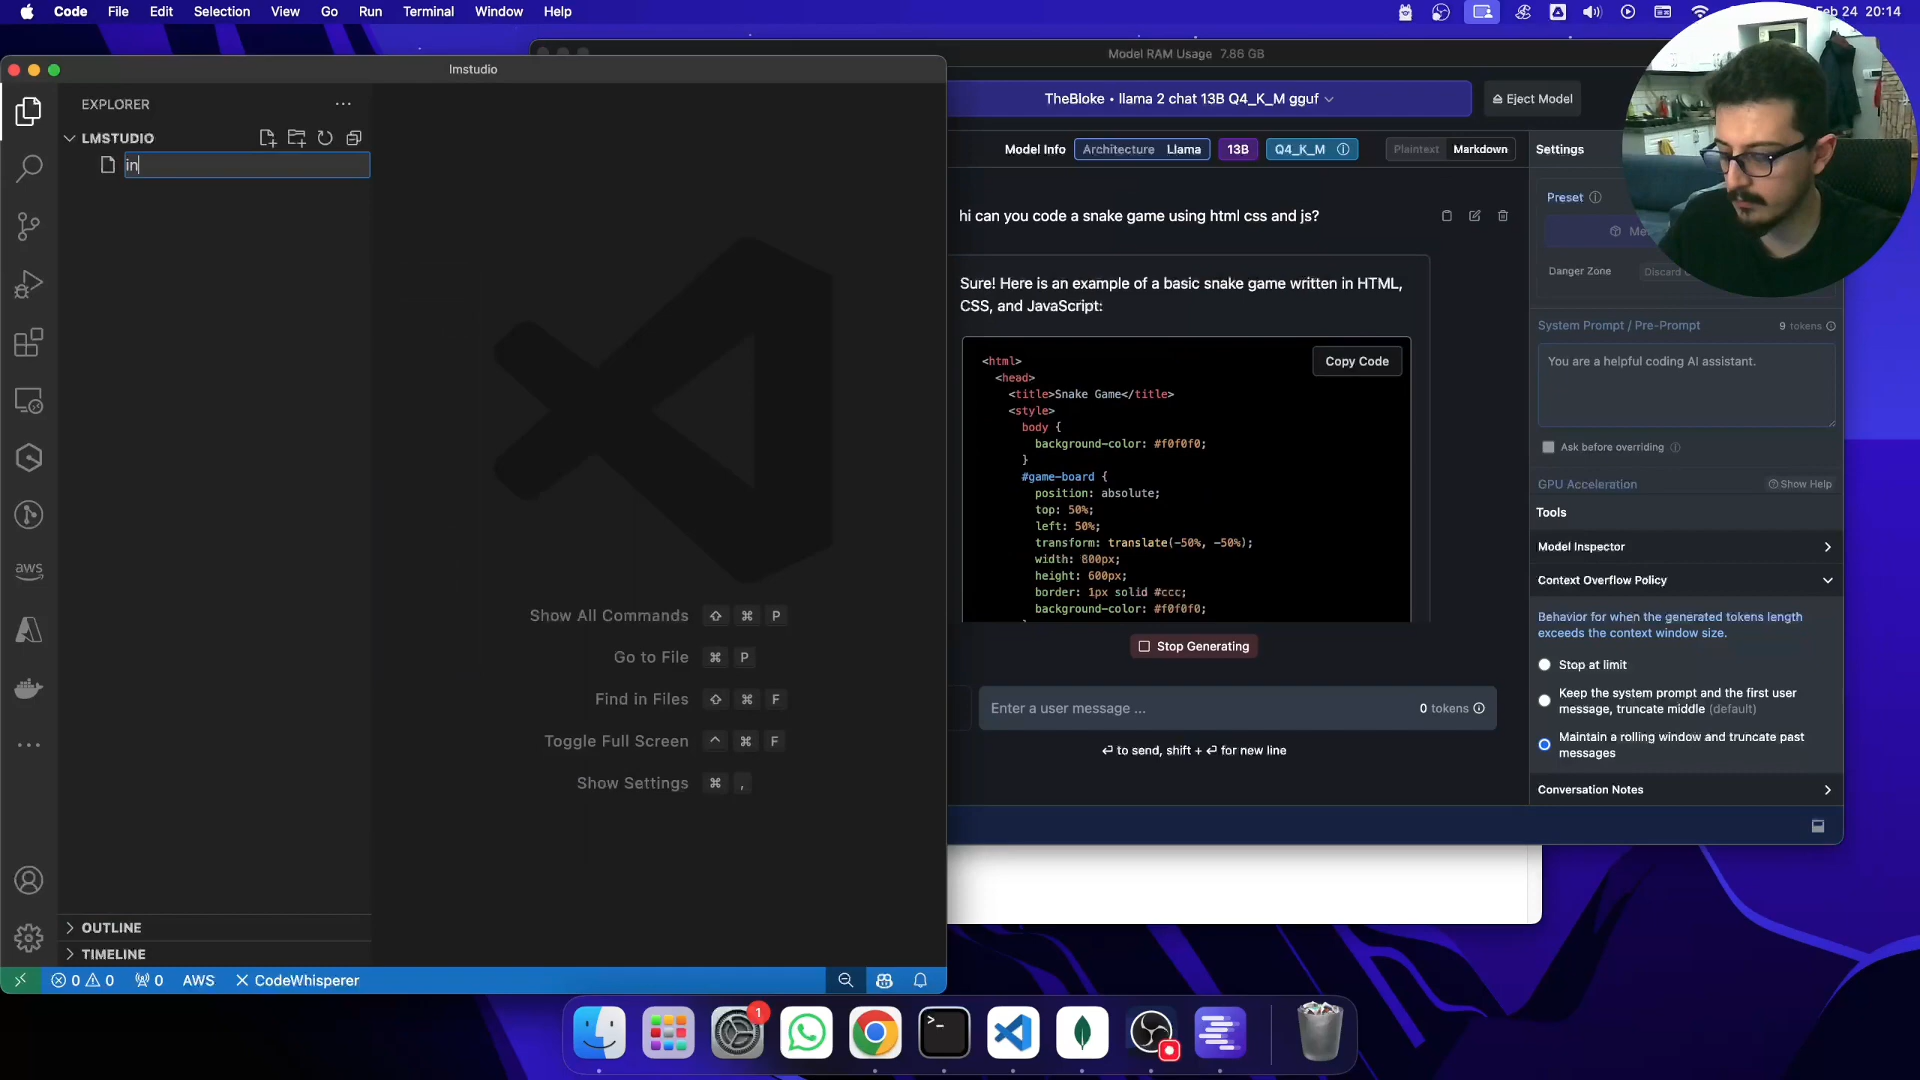 Code File Edit Selection View Go Run Terminal Window Help
Feb 24 20:14
Model RAM Usage 7.86 GB
lmstudio
TheBloke • llama 2 chat 13B Q4_K_M gguf
Eject Model
EXPLORER
LMSTUDIO
in
Model Info
Architecture Llama
13B
Q4_K_M
Plaintext Markdown
Settings
hi can you code a snake game using html css and js?
Preset
Danger Zone
Sure! Here is an example of a basic snake game written in HTML,
CSS, and JavaScript:
System Prompt / Pre-Prompt
9 tokens
You are a helpful coding AI assistant.
Copy Code
<html>
<head>
<title>Snake Game</title>
<style>
body {
background-color: #f0f0f0;
}
#game-board {
position: absolute;
top: 50%;
left: 50%;
transform: translate(-50%, -50%);
width: 800px;
height: 600px;
border: 1px solid #ccc;
background-color: #f0f0f0;
Ask before overriding
GPU Acceleration
Show Help
Tools
Model Inspector
Context Overflow Policy
Behavior for when the generated tokens length
exceeds the context window size.
Stop at limit
Keep the system prompt and the first user
message, truncate middle (default)
Maintain a rolling window and truncate past
messages
Conversation Notes
Stop Generating
Enter a user message ...
0 tokens
⏎ to send, shift + ⏎ for new line
Show All Commands ⇧ ⌘ P
Go to File ⌘ P
Find in Files ⇧ ⌘ F
Toggle Full Screen ^ ⌘ F
Show Settings ⌘ ,
aws
OUTLINE
TIMELINE
0 0 0 AWS CodeWhisperer
1